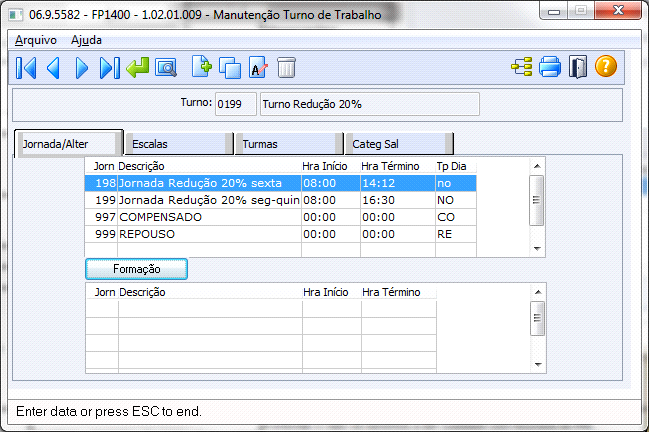 06.9.5582 - FP1400 - 1.02.01.009 - Manutenção Turno de Trabalho
Arquivo Ajuda
Turno: 0199 Turno Redução 20%
Jornada/Alter Escalas Turmas Categ Sal
Jorn Descrição Hra Início Hra Término Tp Dia
198 Jornada Redução 20% sexta 08:00 14:12 no
199 Jornada Redução 20% seg-quin 08:00 16:30 NO
997 COMPENSADO 00:00 00:00 CO
999 REPOUSO 00:00 00:00 RE
Formação
Jorn Descrição Hra Início Hra Término
Enter data or press ESC to end.